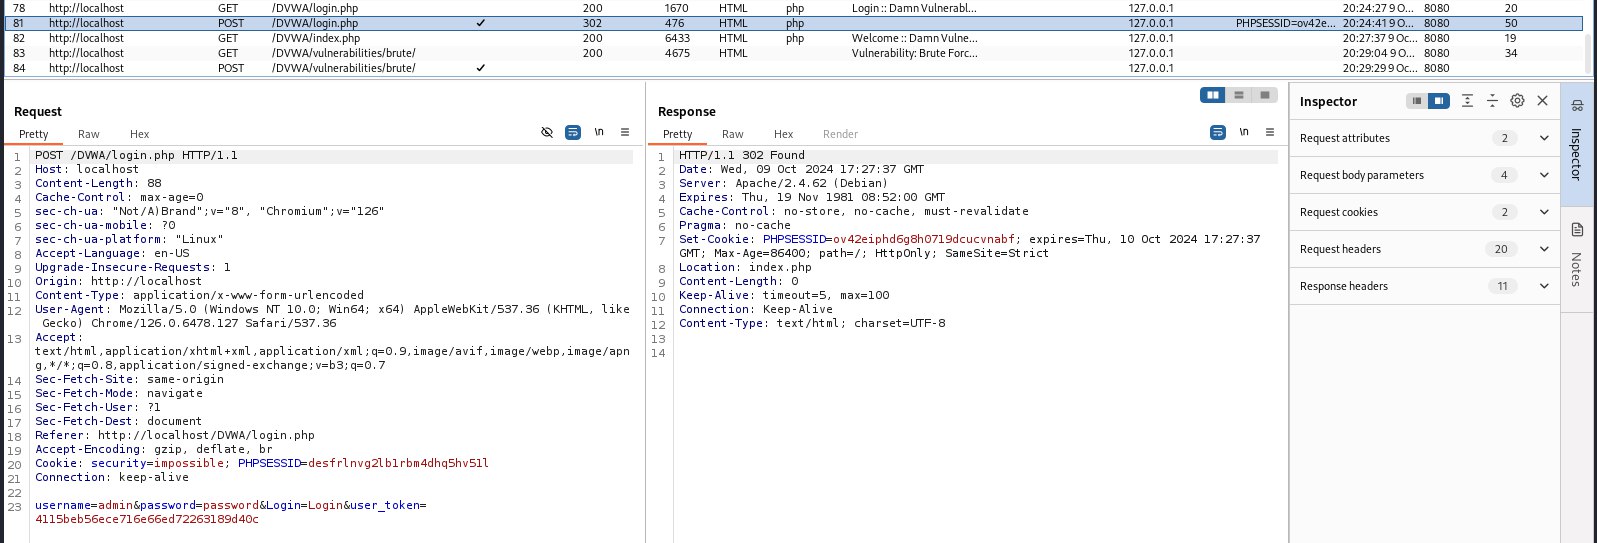 78 http://localhost GET /DVWA/login.php 200 1670 HTML php Login :: Damn Vulnerabl... 127.0.0.1 20:24:27 9 Oc... 8080 20
81 http://localhost POST /DVWA/login.php ✓ 302 476 HTML php 127.0.0.1 PHPSESSID=ov42e... 20:24:41 9 Oc... 8080 50
82 http://localhost GET /DVWA/index.php 200 6433 HTML php Welcome :: Damn Vulne... 127.0.0.1 20:27:37 9 Oc... 8080 19
83 http://localhost GET /DVWA/vulnerabilities/brute/ 200 4675 HTML Vulnerability: Brute Forc... 127.0.0.1 20:29:04 9 Oc... 8080 34
84 http://localhost POST /DVWA/vulnerabilities/brute/ ✓ 127.0.0.1 20:29:29 9 Oc... 8080
Request
Pretty Raw Hex \n
1 POST /DVWA/login.php HTTP/1.1
2 Host: localhost
3 Content-Length: 88
4 Cache-Control: max-age=0
5 sec-ch-ua: "Not/A)Brand";v="8", "Chromium";v="126"
6 sec-ch-ua-mobile: ?0
7 sec-ch-ua-platform: "Linux"
8 Accept-Language: en-US
9 Upgrade-Insecure-Requests: 1
10 Origin: http://localhost
11 Content-Type: application/x-www-form-urlencoded
12 User-Agent: Mozilla/5.0 (Windows NT 10.0; Win64; x64) AppleWebKit/537.36 (KHTML, like
Gecko) Chrome/126.0.6478.127 Safari/537.36
13 Accept:
text/html,application/xhtml+xml,application/xml;q=0.9,image/avif,image/webp,image/apn
g,*/*;q=0.8,application/signed-exchange;v=b3;q=0.7
14 Sec-Fetch-Site: same-origin
15 Sec-Fetch-Mode: navigate
16 Sec-Fetch-User: ?1
17 Sec-Fetch-Dest: document
18 Referer: http://localhost/DVWA/login.php
19 Accept-Encoding: gzip, deflate, br
20 Cookie: security=impossible; PHPSESSID=desfrlnvg2lb1rbm4dhq5hv51l
21 Connection: keep-alive
22
23 username=admin&password=password&Login=Login&user_token=
4115beb56ece716e66ed72263189d40c
Response
Pretty Raw Hex Render \n
1 HTTP/1.1 302 Found
2 Date: Wed, 09 Oct 2024 17:27:37 GMT
3 Server: Apache/2.4.62 (Debian)
4 Expires: Thu, 19 Nov 1981 08:52:00 GMT
5 Cache-Control: no-store, no-cache, must-revalidate
6 Pragma: no-cache
7 Set-Cookie: PHPSESSID=ov42eiphd6g8h0719dcucvnabf; expires=Thu, 10 Oct 2024 17:27:37
GMT; Max-Age=86400; path=/; HttpOnly; SameSite=Strict
8 Location: index.php
9 Content-Length: 0
10 Keep-Alive: timeout=5, max=100
11 Connection: Keep-Alive
12 Content-Type: text/html; charset=UTF-8
13
14
Inspector
Request attributes 2
Request body parameters 4
Request cookies 2
Request headers 20
Response headers 11
Inspector
Notes